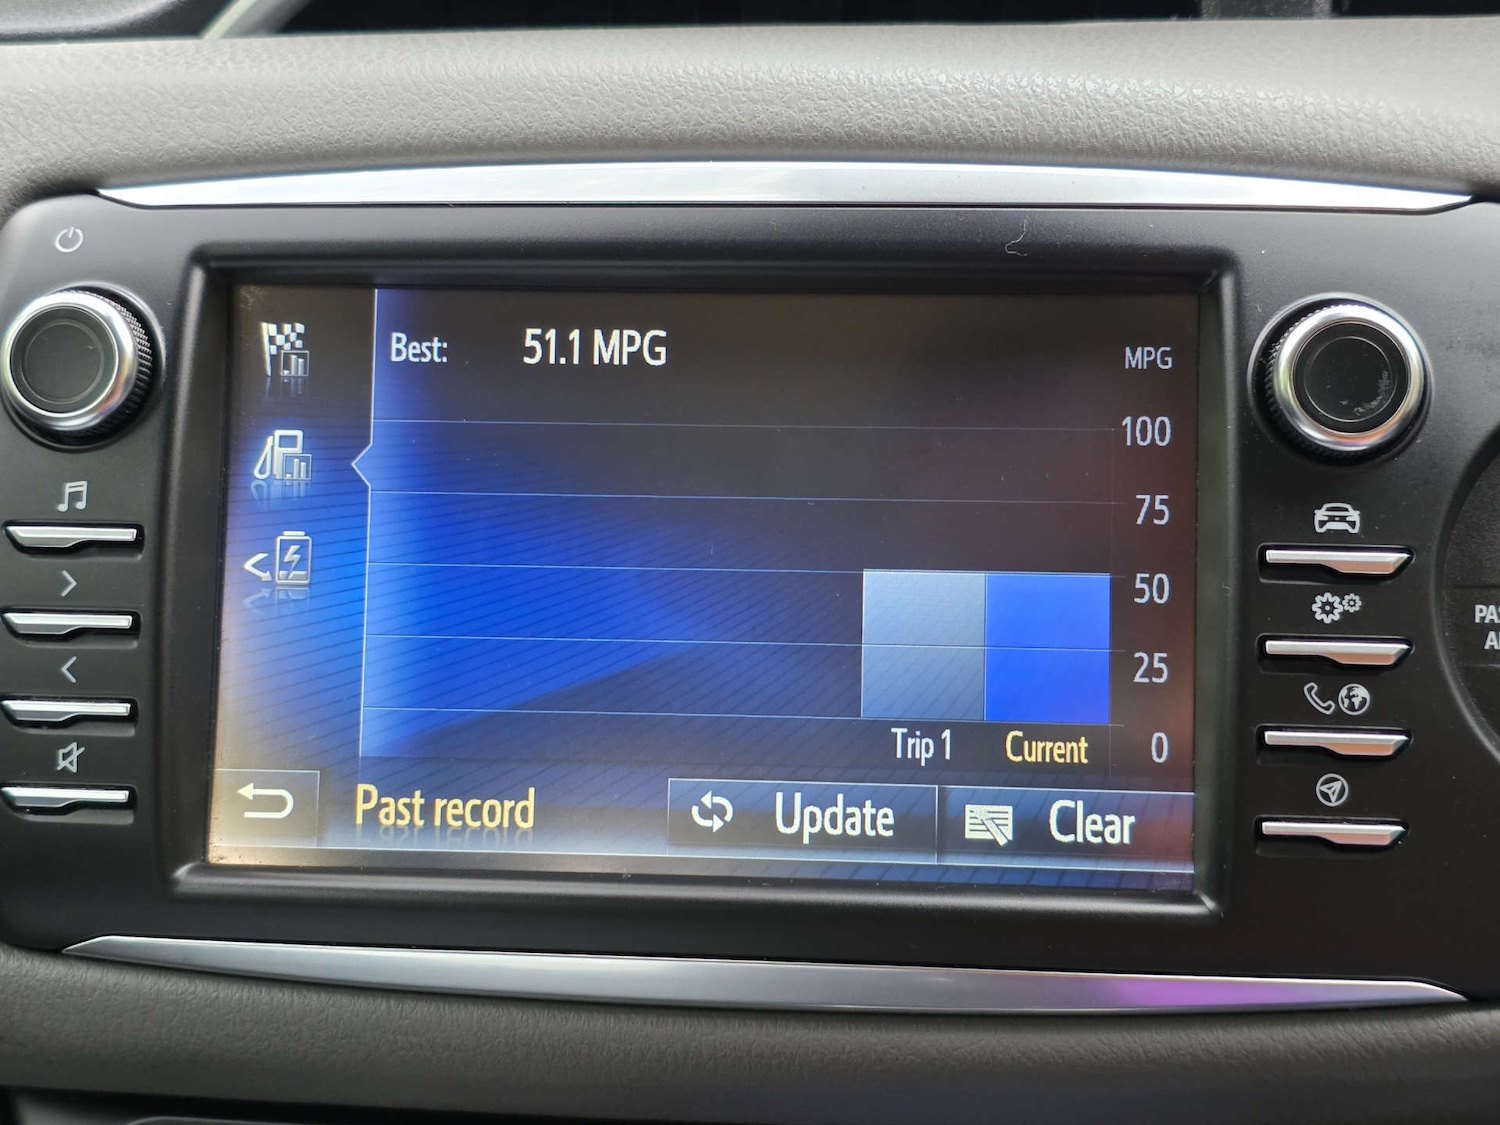 Best: 51.1 MPG
MPG
100
75
50
25
0
Trip 1 Current
Past record Update Clear